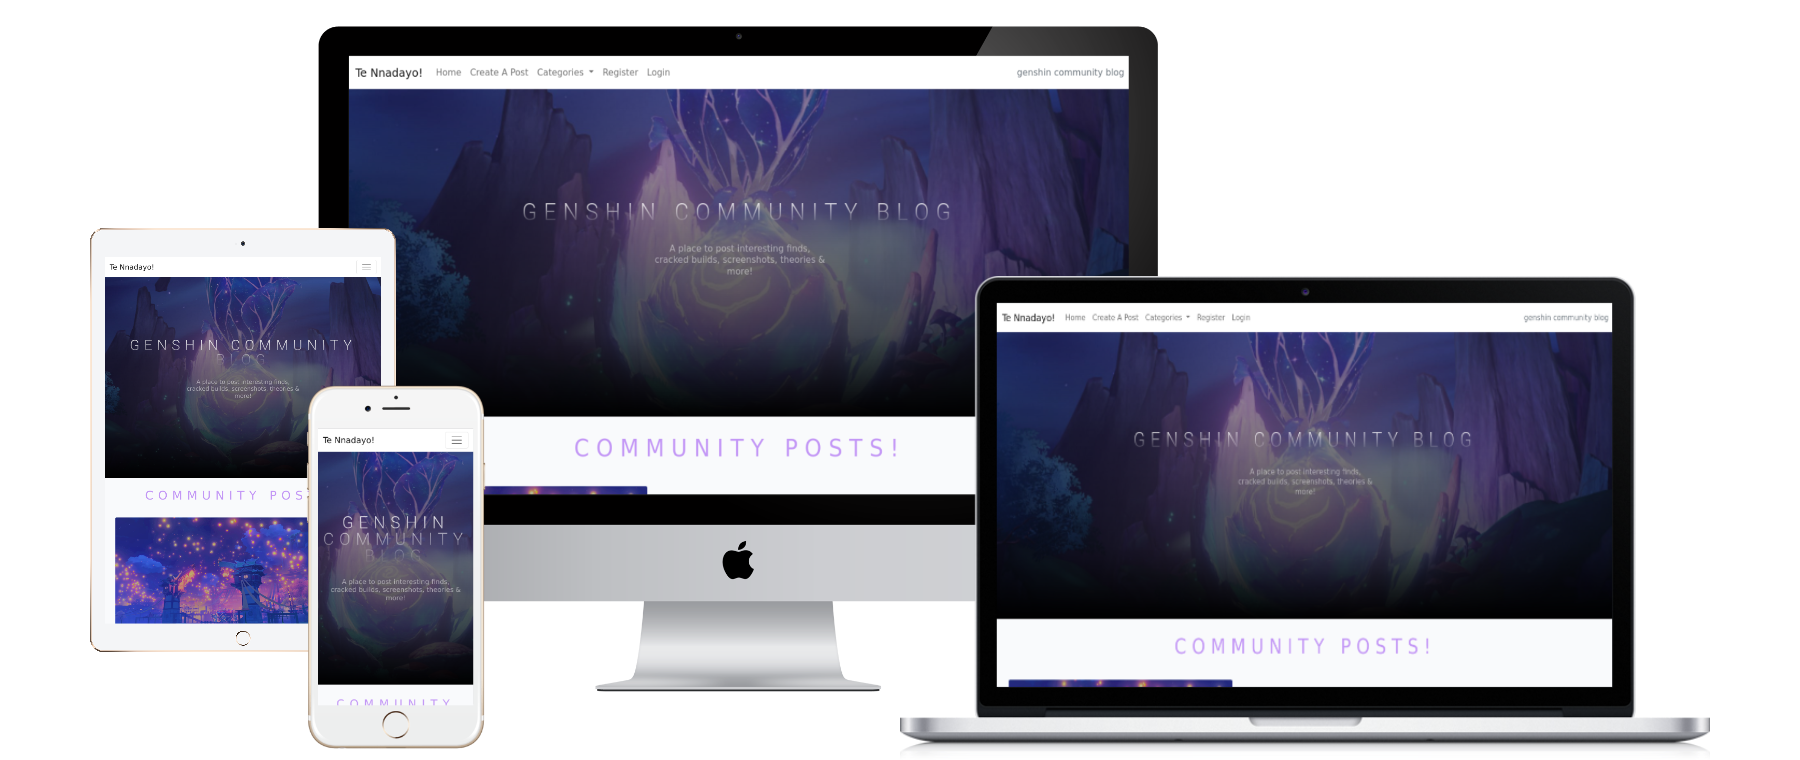 Te Nnadayo! Home Create A Post Categories Register Login genshin community blog
GENSHIN COMMUNITY BLOG
A place to post interesting finds,
cracked builds, screenshots, theories &
more!
COMMUNITY POSTS!
Te Nnadayo!
GENSHIN COMMUNITY
BLOG
A place to post interesting finds,
cracked builds, screenshots, theories &
more!
COMMUNITY POS
Te Nnadayo!
GENSHIN
COMMUNITY
BLOG
A place to post interesting finds,
cracked builds, screenshots, theories &
more!
COMMUNITY
Te Nnadayo! Home Create A Post Categories Register Login genshin community blog
GENSHIN COMMUNITY BLOG
A place to post interesting finds,
cracked builds, screenshots, theories &
more!
COMMUNITY POSTS!